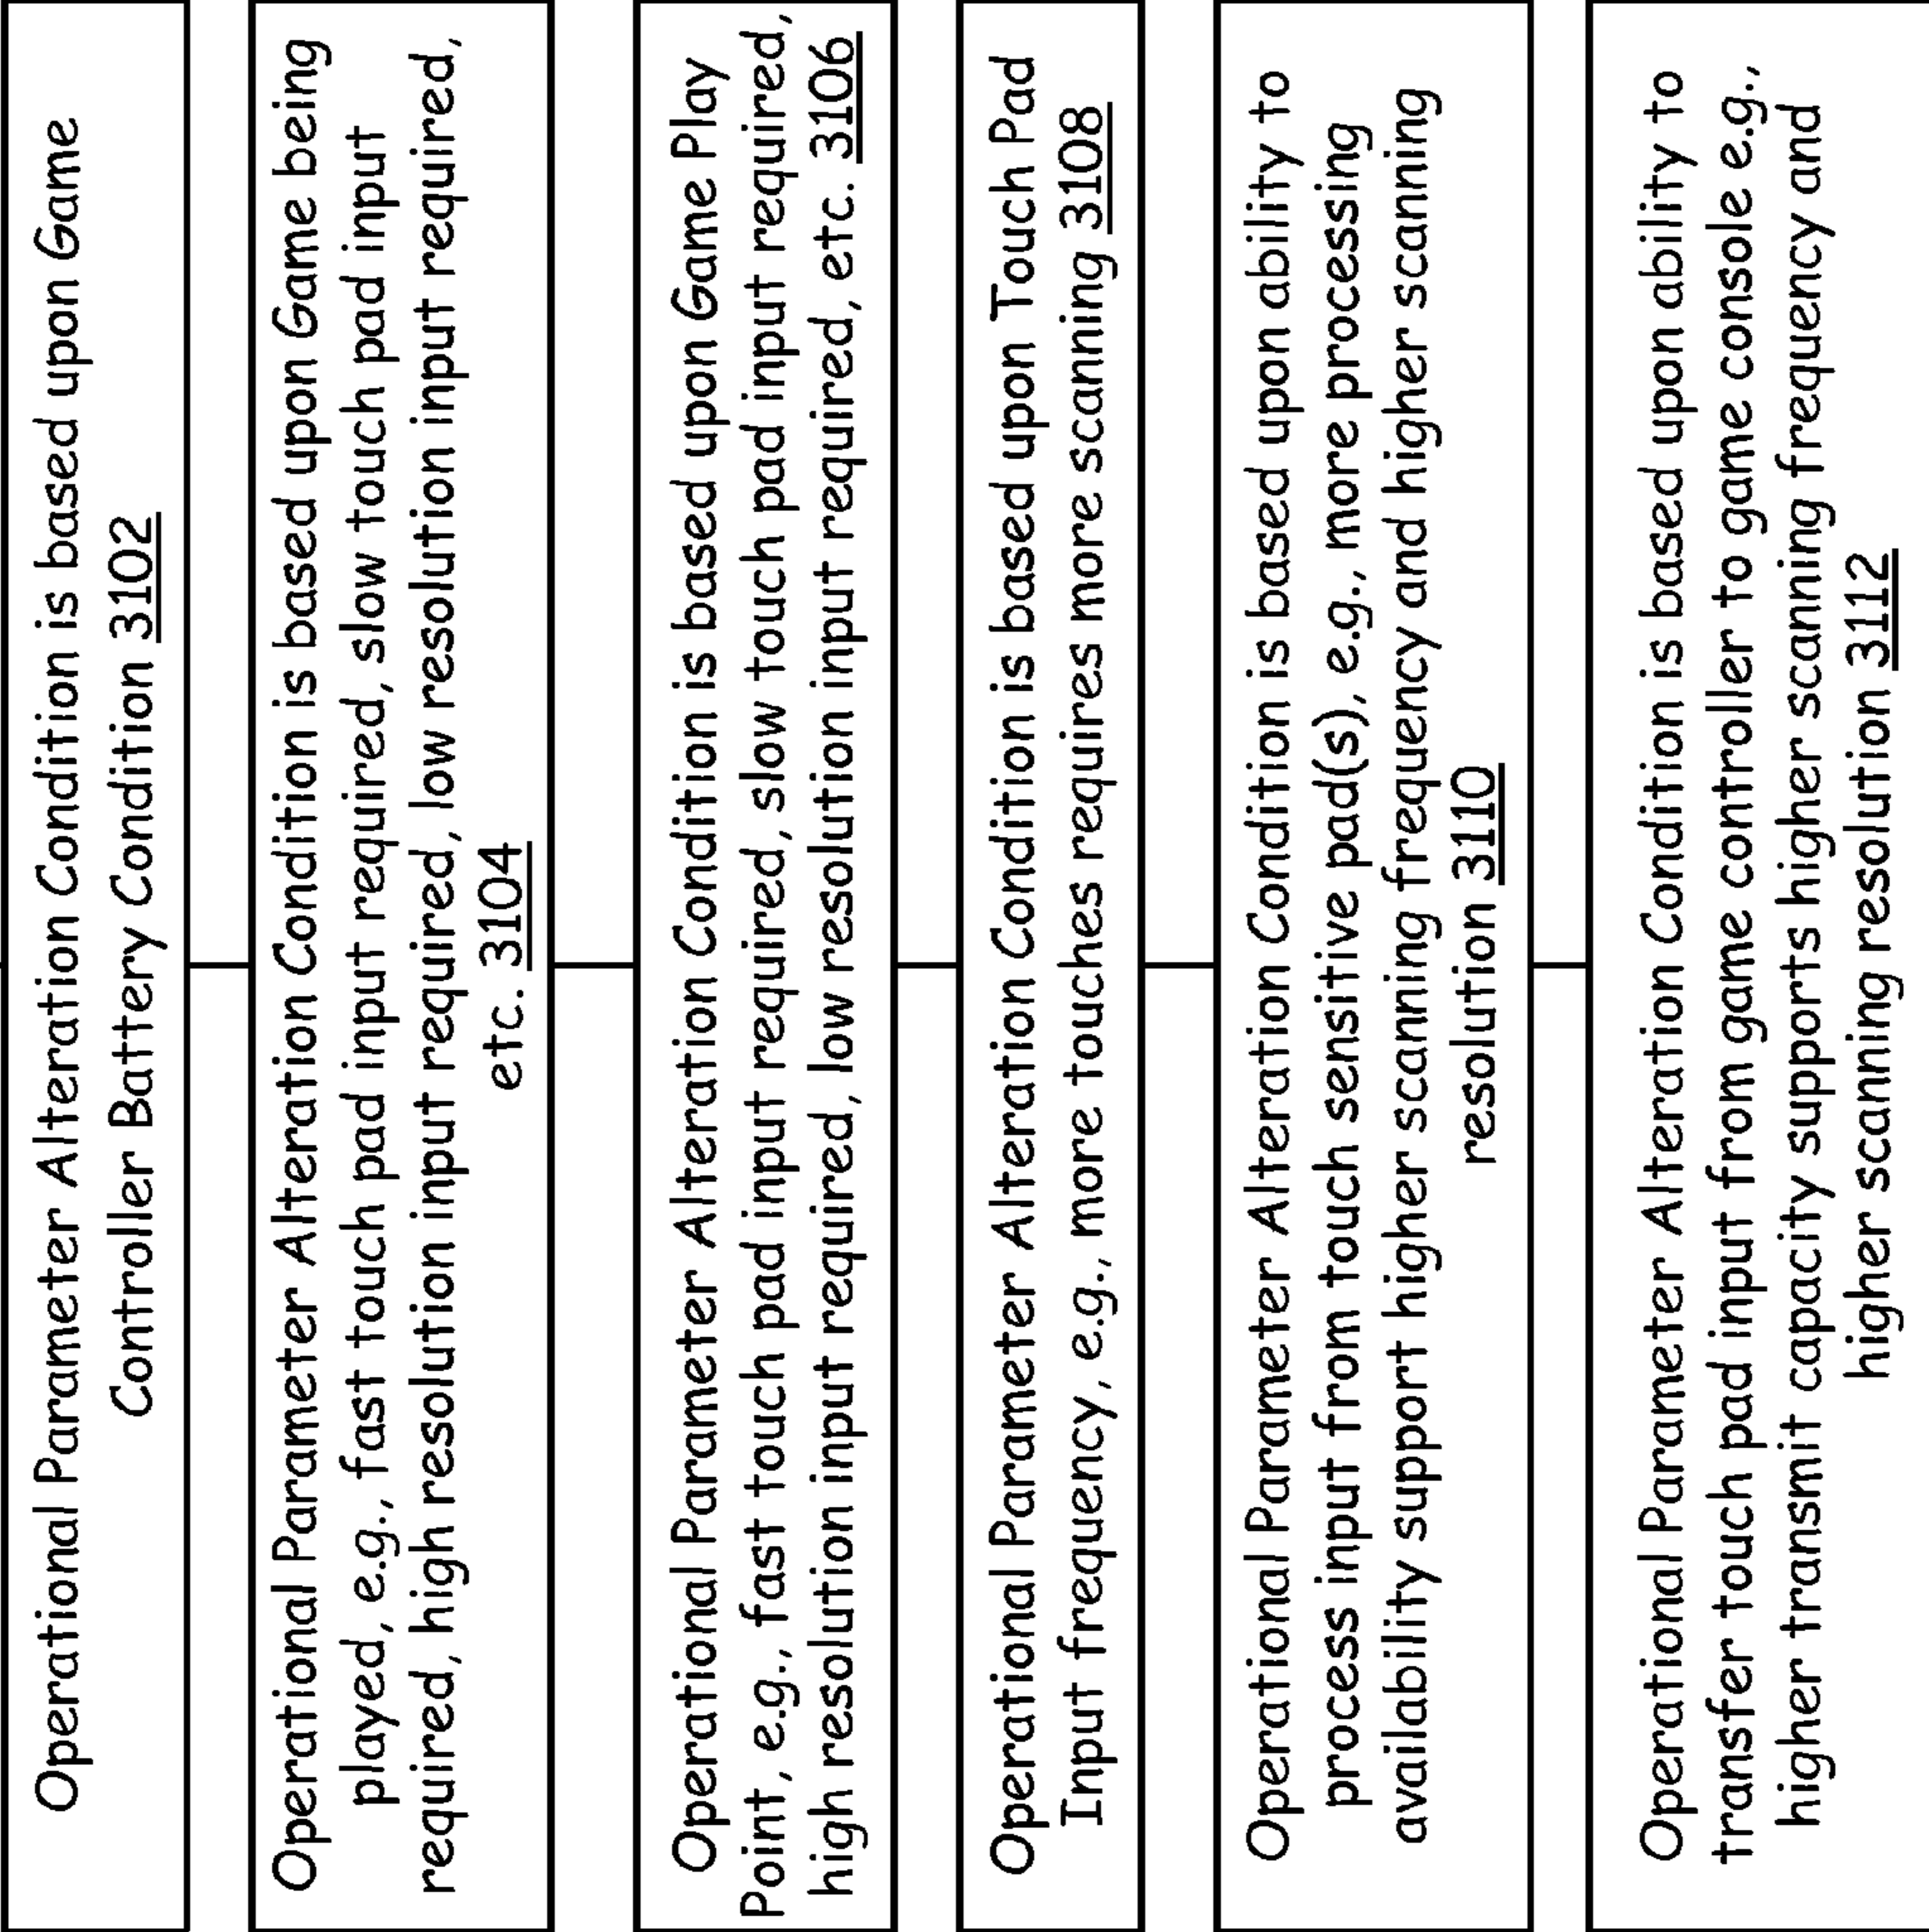 Operational Parameter Alteration Condition is based upon Game
Controller Battery Condition 3102
Operational Parameter Alteration Condition is based upon Game being
played, e.g., fast touch pad input required, slow touch pad input
required, high resolution input required, low resolution input required,
etc. 3104
Operational Parameter Alteration Condition is based upon Game Play
Point, e.g., fast touch pad input required, slow touch pad input required,
high resolution input required, low resolution input required, etc. 3106
Operational Parameter Alteration Condition is based upon Touch Pad
Input frequency, e.g., more touches requires more scanning 3108
Operational Parameter Alteration Condition is based upon ability to
process input from touch sensitive pad(s), e.g., more processing
availability support higher scanning frequency and higher scanning
resolution 3110
Operational Parameter Alteration Condition is based upon ability to
transfer touch pad input from game controller to game console e.g.,
higher transmit capacity supports higher scanning frequency and
higher scanning resolution 3112